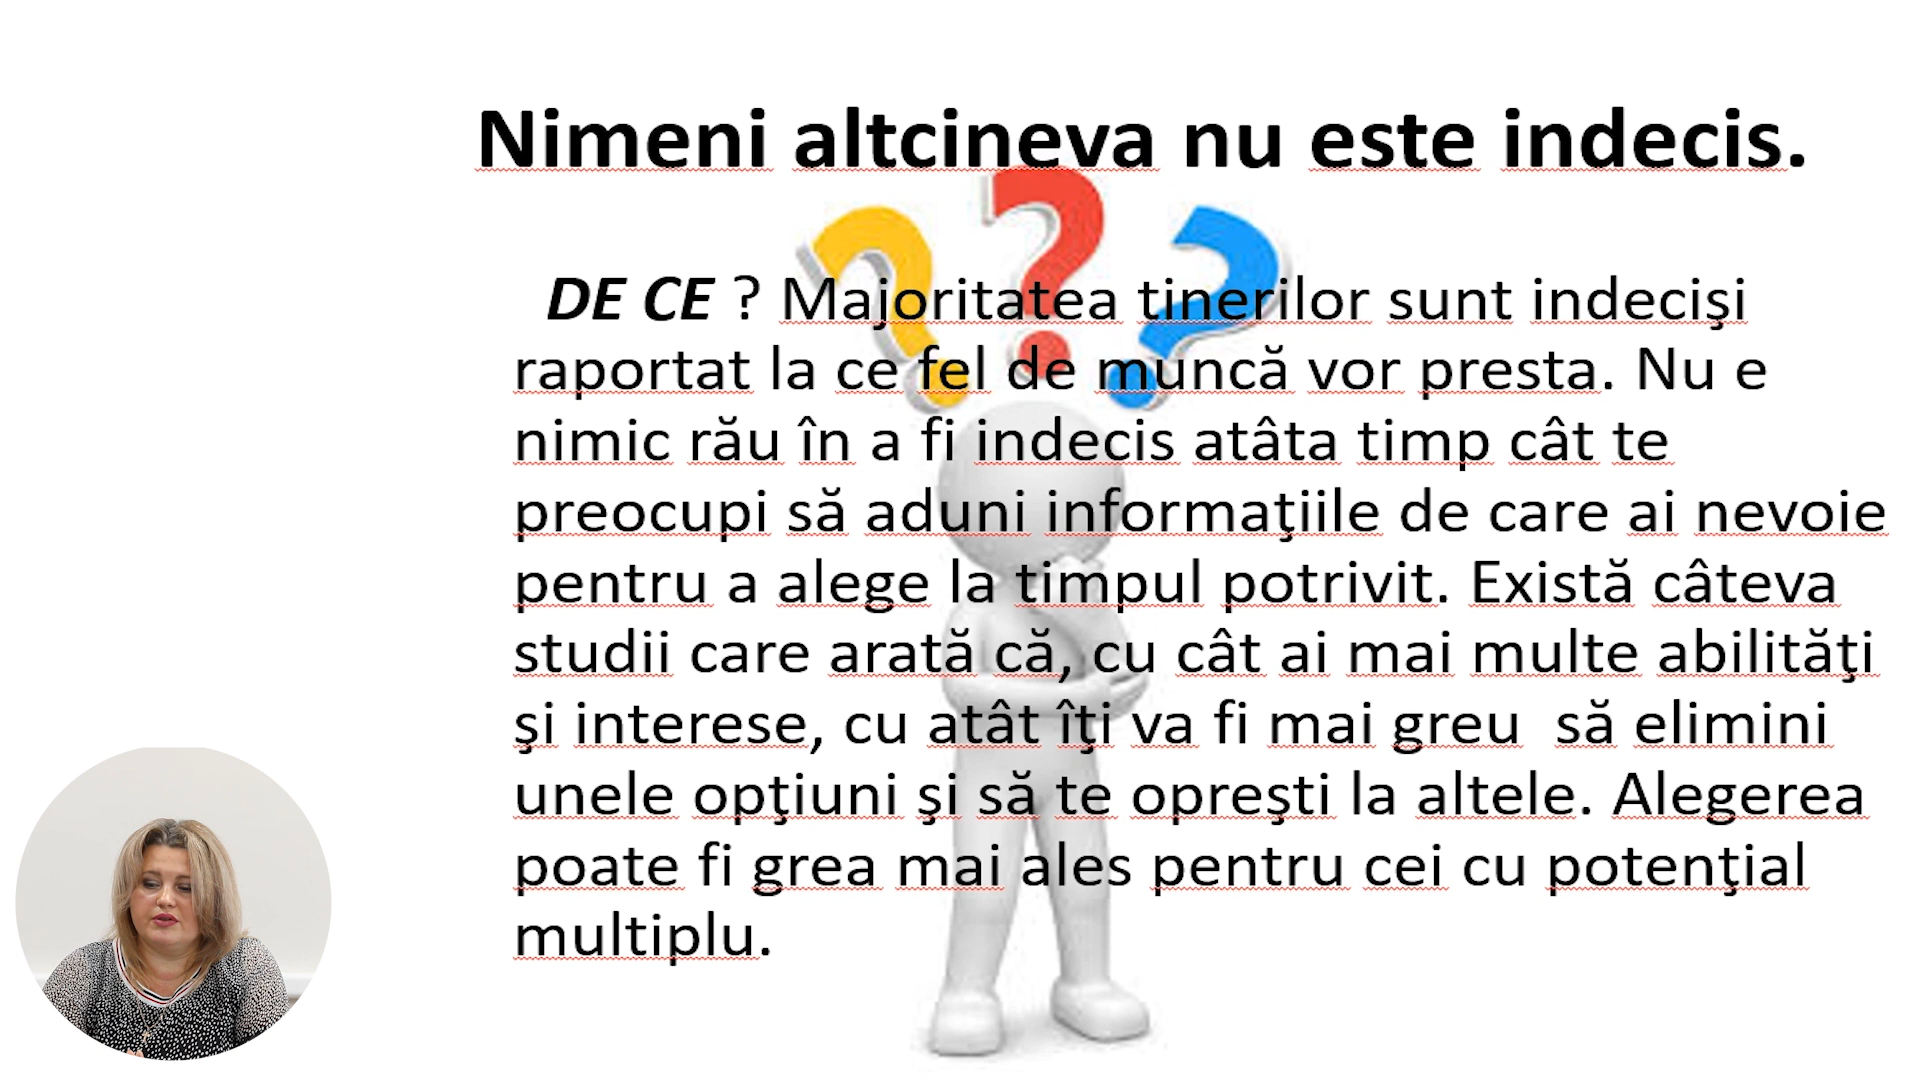 Nimeni altcineva nu este indecis.
DE CE ? Majoritatea tinerilor sunt indecişi
raportat la ce fel de muncă vor presta. Nu e
nimic rău în a fi indecis atâta timp cât te
preocupi să aduni informaţiile de care ai nevoie
pentru a alege la timpul potrivit. Există câteva
studii care arată că, cu cât ai mai multe abilităţi
şi interese, cu atât îţi va fi mai greu  să elimini
unele opţiuni şi să te opreşti la altele. Alegerea
poate fi grea mai ales pentru cei cu potenţial
multiplu.